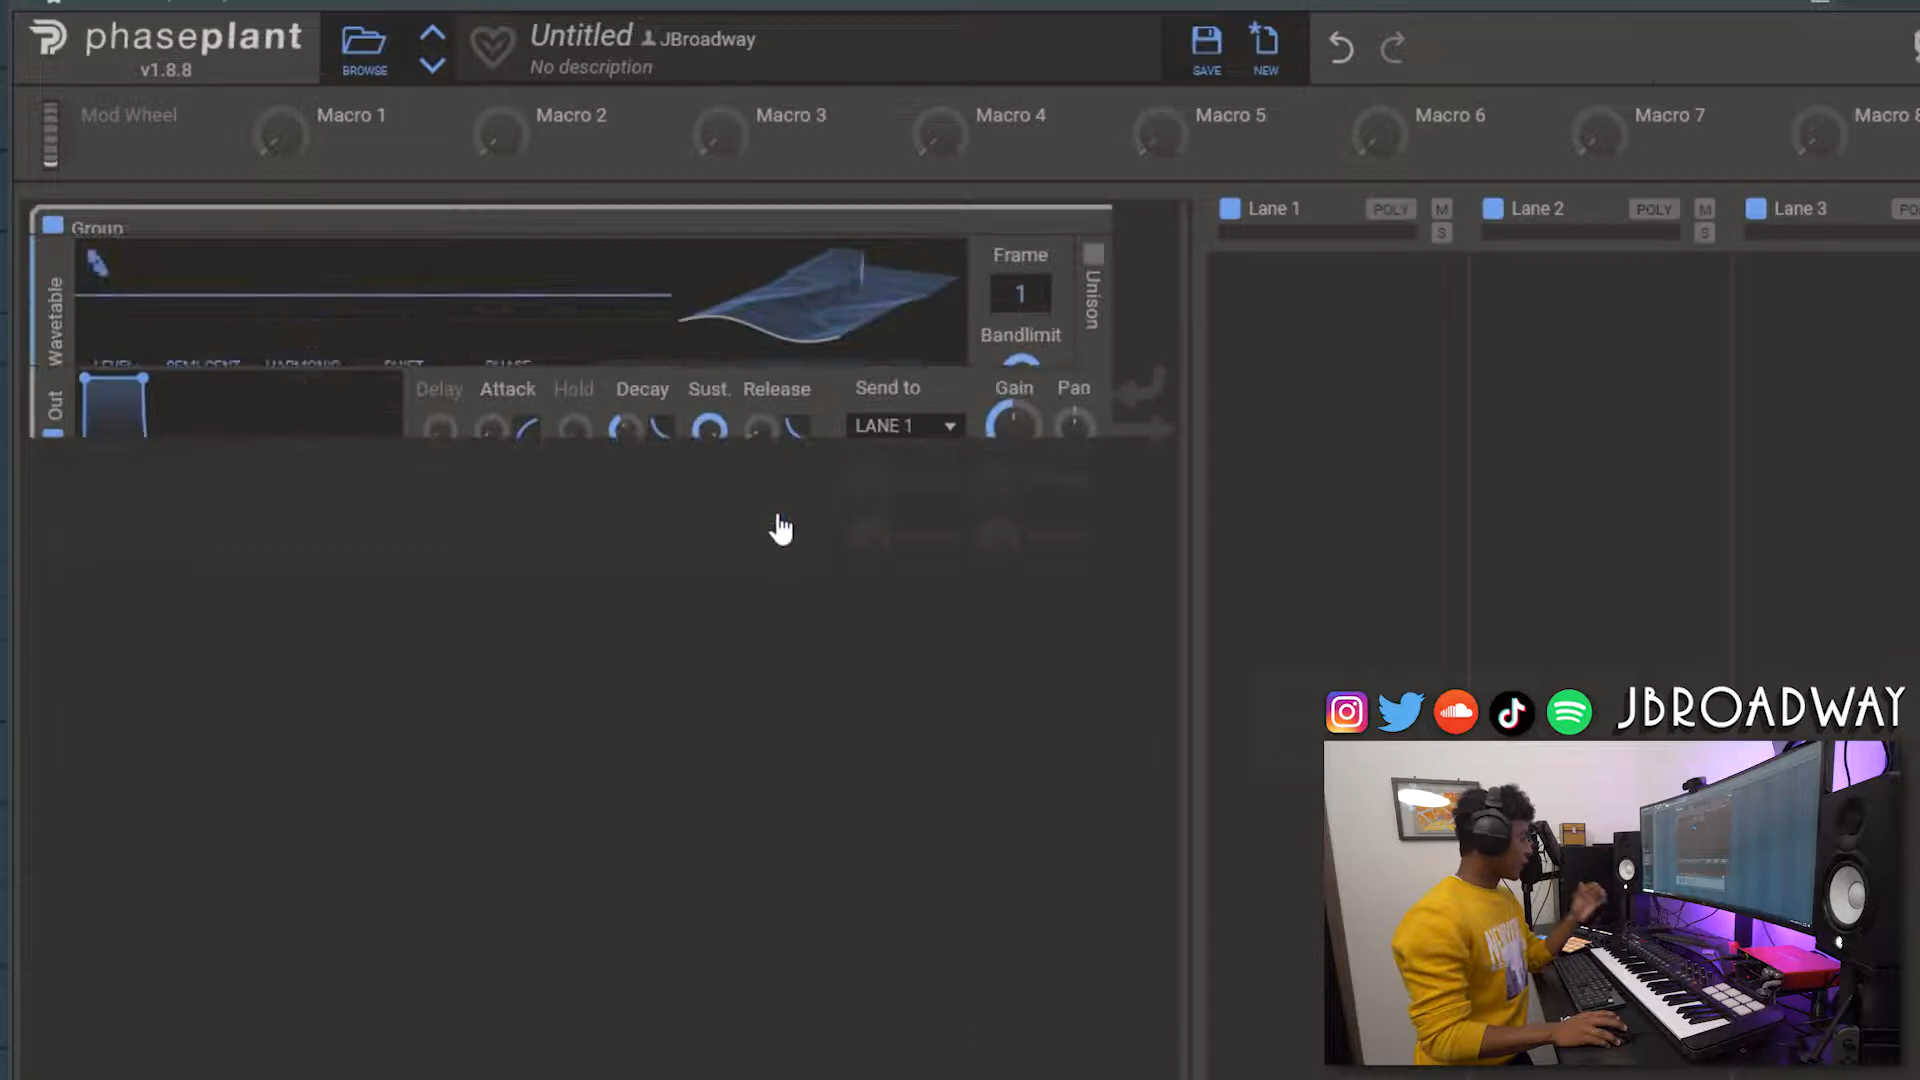 phaseplant
v1.8.8
BROWSE
Untitled JBroadway
No description
SAVE
NEW
Mod Wheel
Macro 1
Macro 2
Macro 3
Macro 4
Macro 5
Macro 6
Macro 7
Macro 8
Group
Wavetable
Frame
1
Bandlimit
Unison
Out
Delay
Attack
Hold
Decay
Sust.
Release
Send to
LANE 1
Gain
Pan
Lane 1
POLY
M
S
Lane 2
POLY
M
S
Lane 3
JBROADWAY